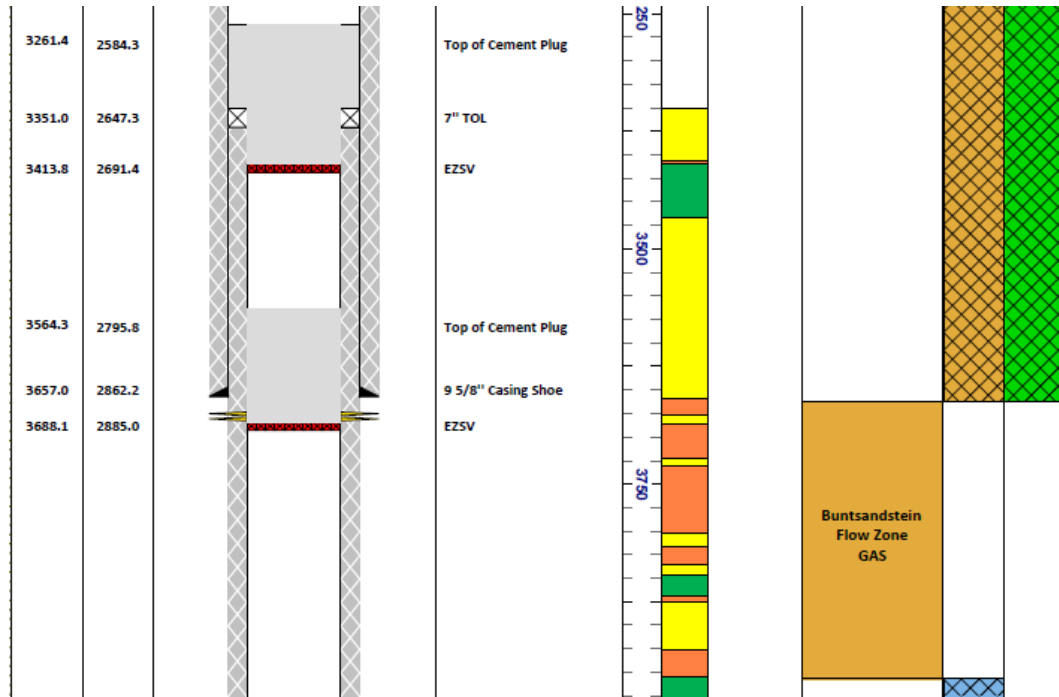 3261.4 2584.3 Top of Cement Plug
3351.0 2647.3 7" TOL
3413.8 2691.4 EZSV
3564.3 2795.8 Top of Cement Plug
3657.0 2862.2 9 5/8" Casing Shoe
3688.1 2885.0 EZSV
250
3500
3750
Buntsandstein
Flow Zone
GAS